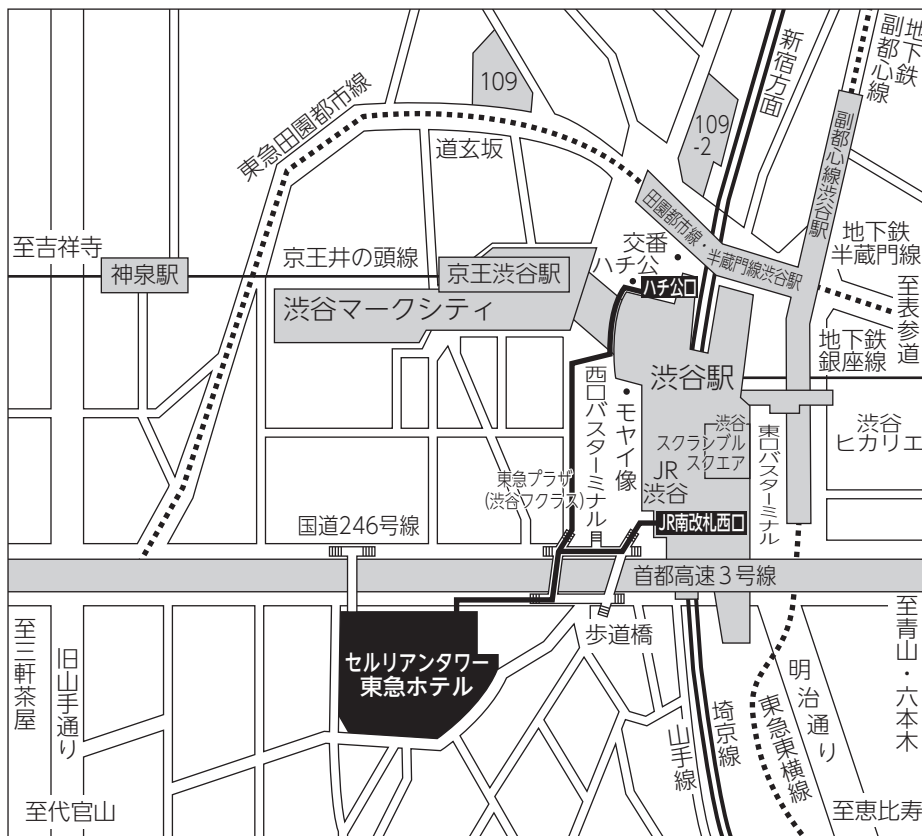 109
109
-2
新宿方面
地下鉄
副都心線
副都心線渋谷駅
東急田園都市線
道玄坂
田園都市線・半蔵門線渋谷駅
地下鉄
半蔵門線
至吉祥寺
神泉駅
京王井の頭線
京王渋谷駅
渋谷マークシティ
交番
ハチ公
ハチ公口
至表参道
地下鉄
銀座線
渋谷駅
モヤイ像
西口バスターミナル
渋谷
スクランブル
スクエア
東口バスターミナル
渋谷
ヒカリエ
東急プラザ
(渋谷フクラス)
JR
渋谷
JR南改札西口
国道246号線
首都高速3号線
歩道橋
セルリアンタワー
東急ホテル
至三軒茶屋
旧山手通り
至青山・六本木
明治通り
東急東横線
埼京線
山手線
至代官山
至恵比寿